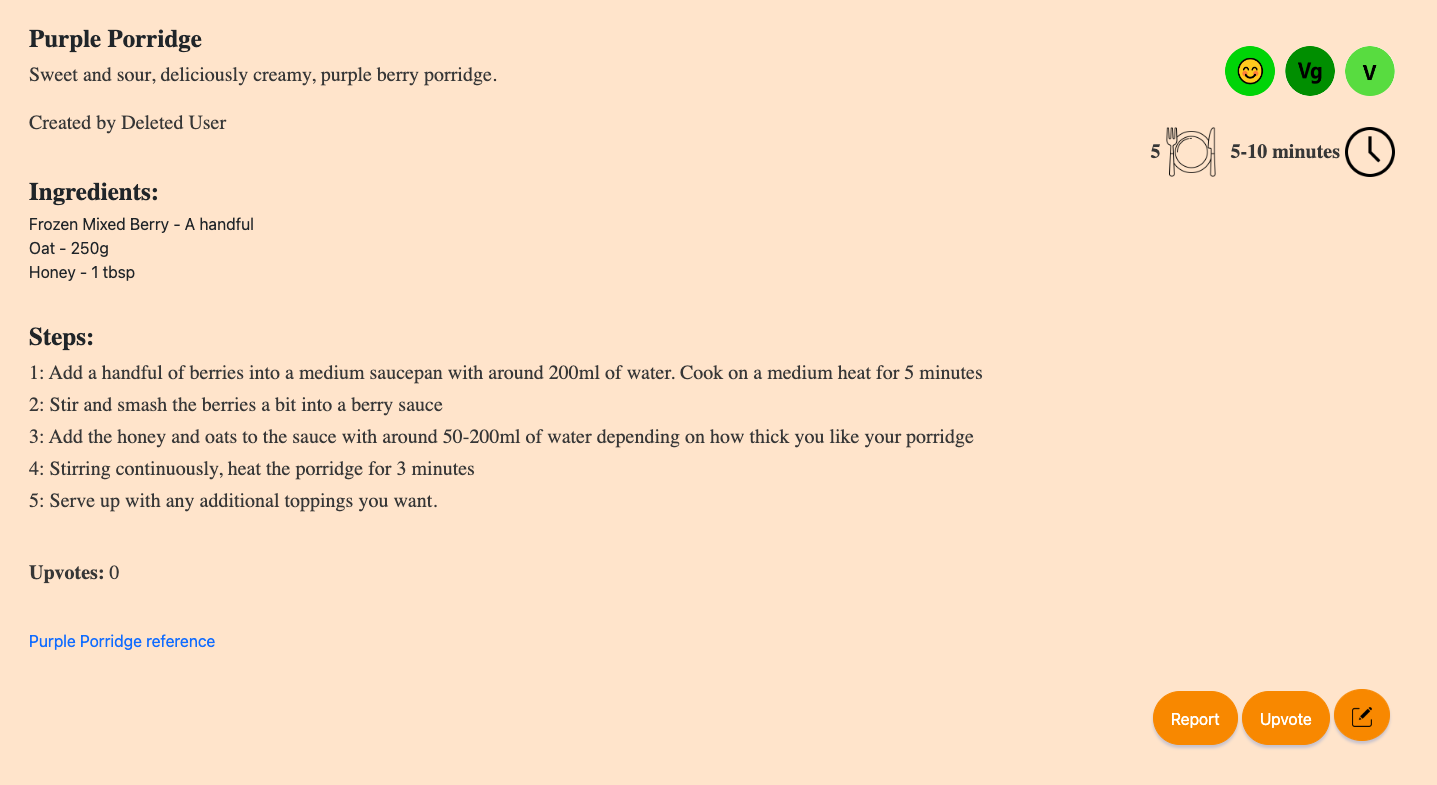 Purple Porridge
Sweet and sour, deliciously creamy, purple berry porridge.
Vg
V
Created by Deleted User
5
5-10 minutes
Ingredients:
Frozen Mixed Berry - A handful
Oat - 250g
Honey - 1 tbsp
Steps:
1: Add a handful of berries into a medium saucepan with around 200ml of water. Cook on a medium heat for 5 minutes
2: Stir and smash the berries a bit into a berry sauce
3: Add the honey and oats to the sauce with around 50-200ml of water depending on how thick you like your porridge
4: Stirring continuously, heat the porridge for 3 minutes
5: Serve up with any additional toppings you want.
Upvotes: 0
Purple Porridge reference
Report
Upvote